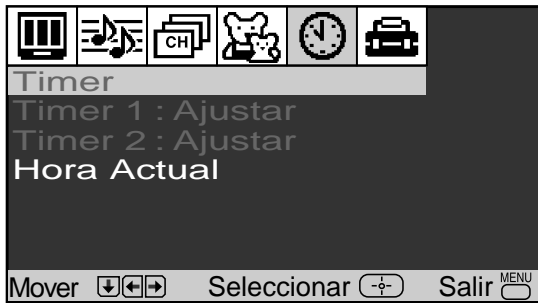 CH
Timer
Timer 1 : Ajustar
Timer 2 : Ajustar
Hora Actual
Mover Seleccionar Salir MENU